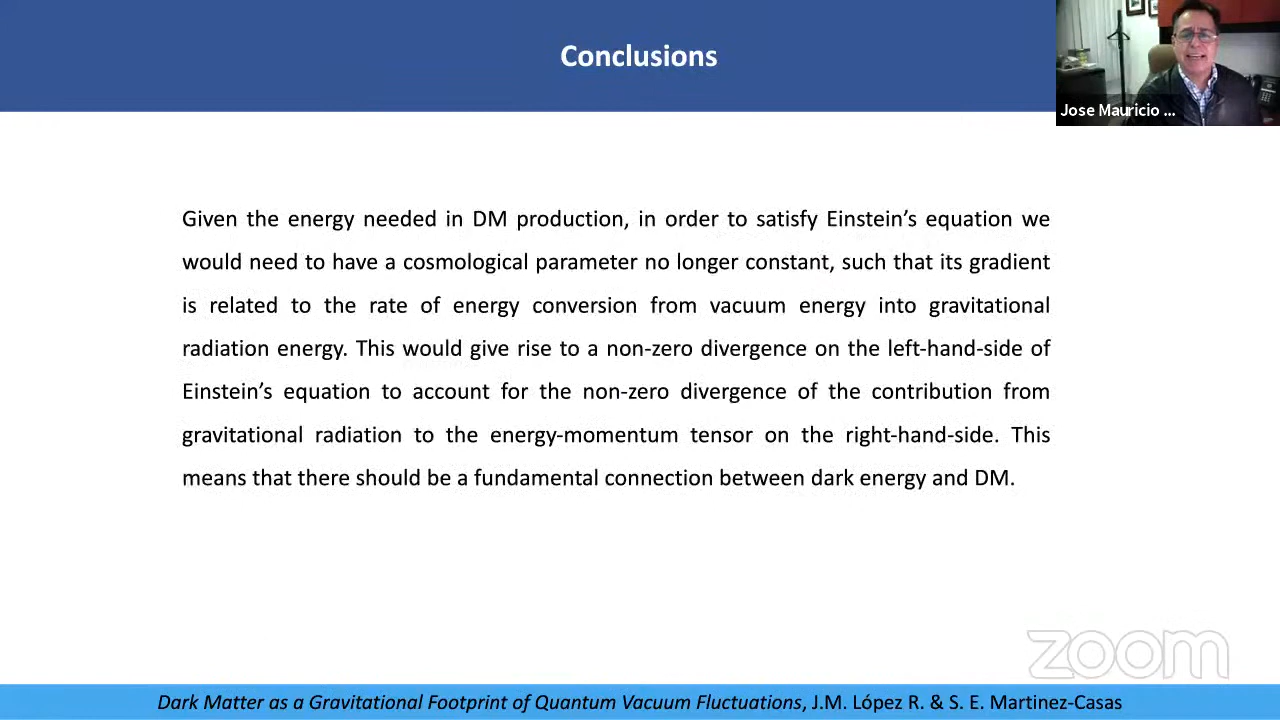 Conclusions
Jose Mauricio ...
Given the energy needed in DM production, in order to satisfy Einstein’s equation we
would need to have a cosmological parameter no longer constant, such that its gradient
is related to the rate of energy conversion from vacuum energy into gravitational
radiation energy. This would give rise to a non-zero divergence on the left-hand-side of
Einstein’s equation to account for the non-zero divergence of the contribution from
gravitational radiation to the energy-momentum tensor on the right-hand-side. This
means that there should be a fundamental connection between dark energy and DM.
zoom
Dark Matter as a Gravitational Footprint of Quantum Vacuum Fluctuations, J.M. López R. & S. E. Martinez-Casas